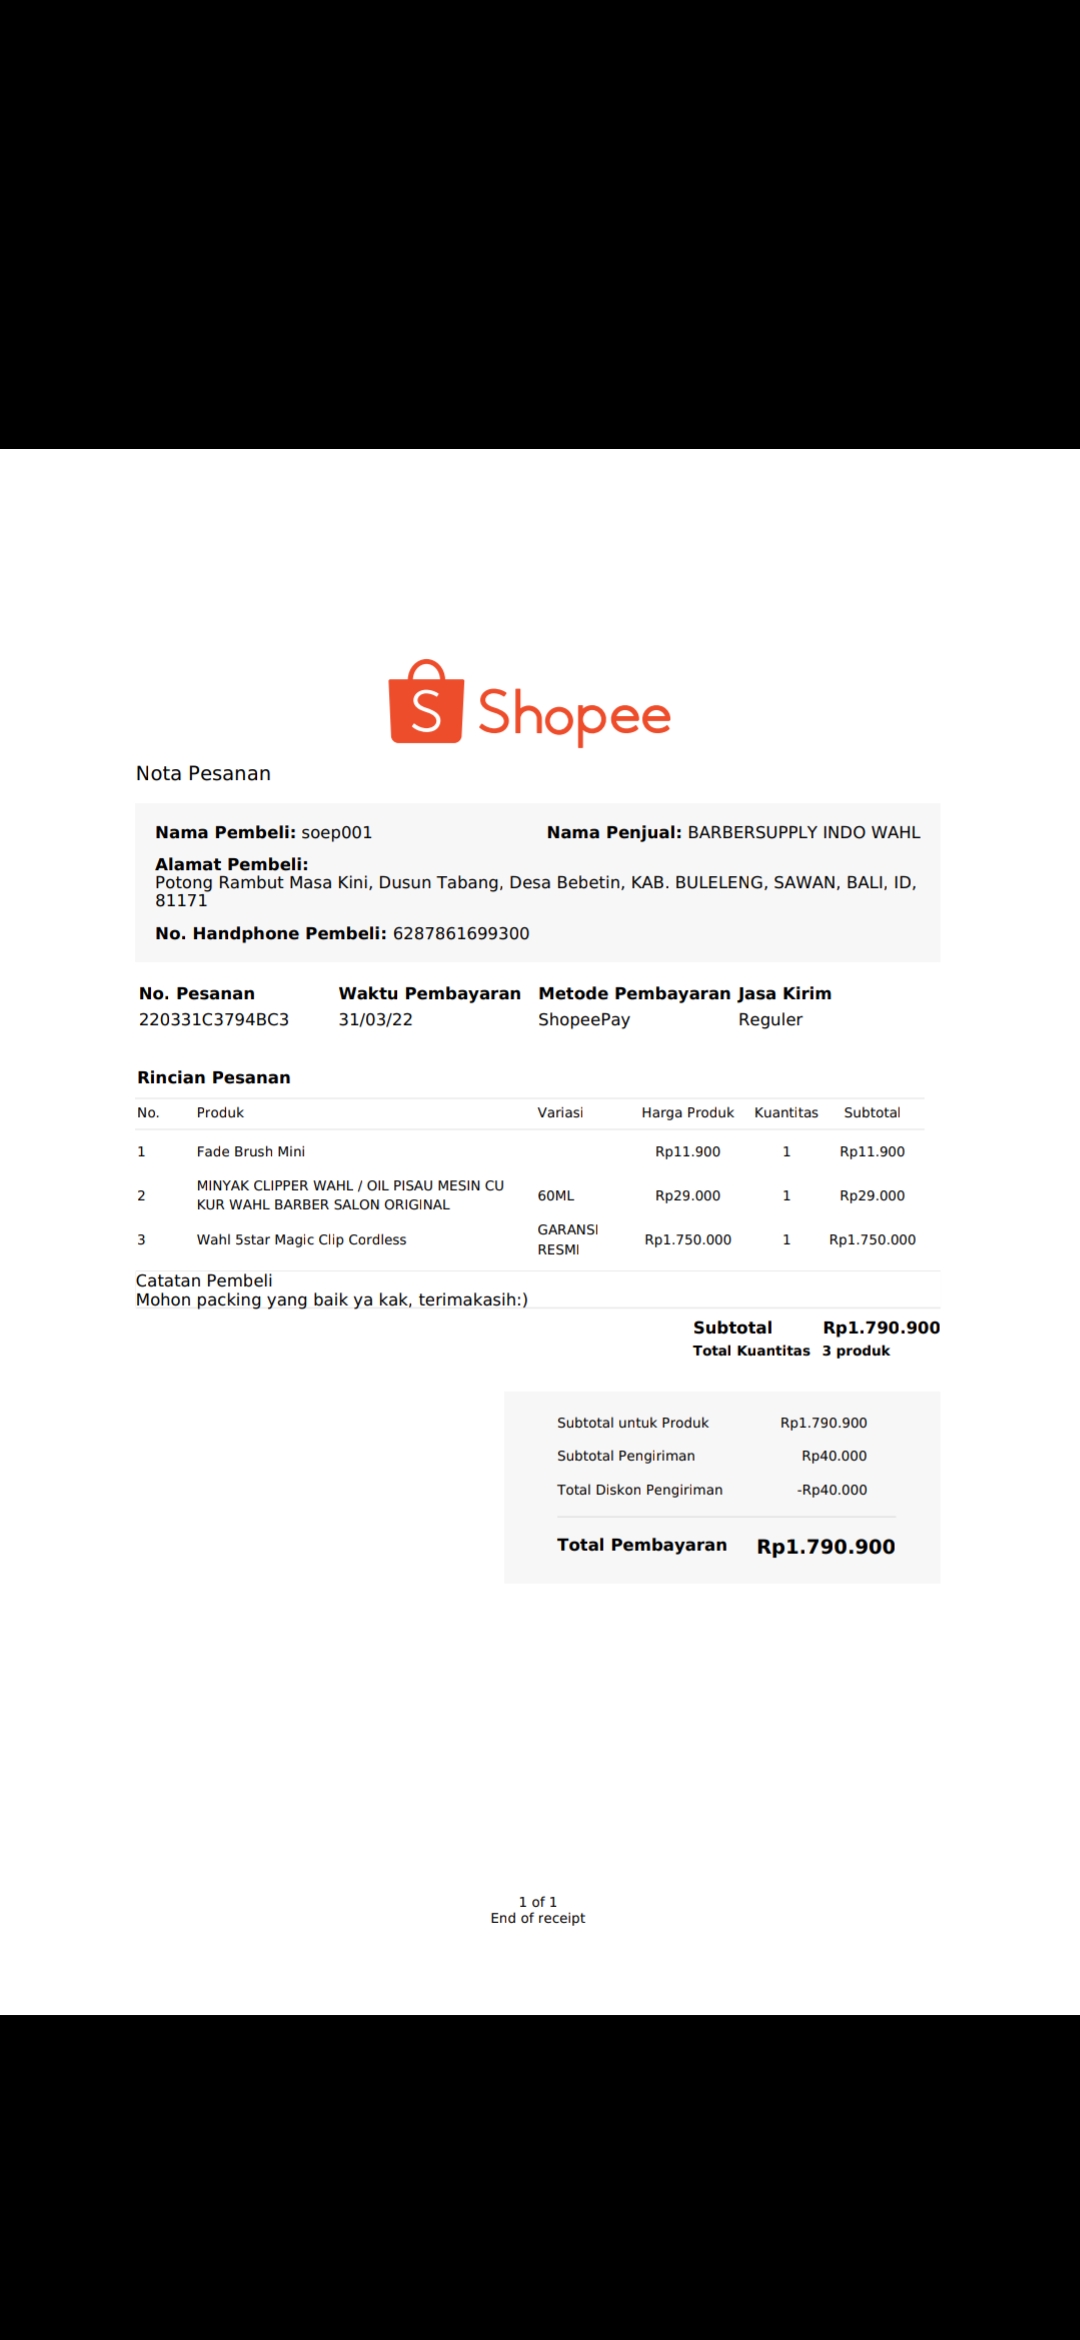 S Shopee
Nota Pesanan
Nama Pembeli: soep001 Nama Penjual: BARBERSUPPLY INDO WAHL
Alamat Pembeli:
Potong Rambut Masa Kini, Dusun Tabang, Desa Bebetin, KAB. BULELENG, SAWAN, BALI, ID,
81171
No. Handphone Pembeli: 6287861699300
No. Pesanan Waktu Pembayaran Metode Pembayaran Jasa Kirim
220331C3794BC3 31/03/22 ShopeePay Reguler
Rincian Pesanan
No. Produk Variasi Harga Produk Kuantitas Subtotal
1 Fade Brush Mini Rp11.900 1 Rp11.900
MINYAK CLIPPER WAHL / OIL PISAU MESIN CU
2 60ML Rp29.000 1 Rp29.000
KUR WAHL BARBER SALON ORIGINAL
GARANSI
3 Wahl 5star Magic Clip Cordless Rp1.750.000 1 Rp1.750.000
RESMI
Catatan Pembeli
Mohon packing yang baik ya kak, terimakasih:)
Subtotal Rp1.790.900
Total Kuantitas 3 produk
Subtotal untuk Produk Rp1.790.900
Subtotal Pengiriman Rp40.000
Total Diskon Pengiriman -Rp40.000
Total Pembayaran Rp1.790.900
1 of 1
End of receipt